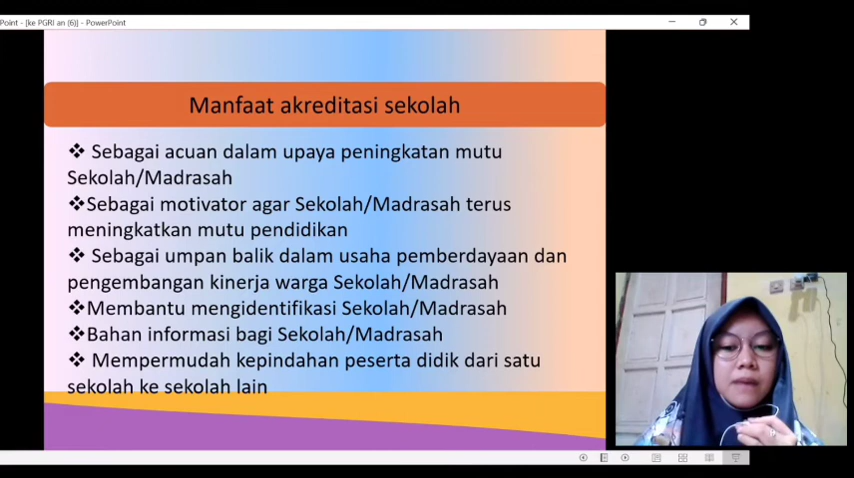 Point - [ke PGRI an (6)] - PowerPoint
Manfaat akreditasi sekolah
❖ Sebagai acuan dalam upaya peningkatan mutu
Sekolah/Madrasah
❖Sebagai motivator agar Sekolah/Madrasah terus
meningkatkan mutu pendidikan
❖ Sebagai umpan balik dalam usaha pemberdayaan dan
pengembangan kinerja warga Sekolah/Madrasah
❖Membantu mengidentifikasi Sekolah/Madrasah
❖Bahan informasi bagi Sekolah/Madrasah
❖ Mempermudah kepindahan peserta didik dari satu
sekolah ke sekolah lain